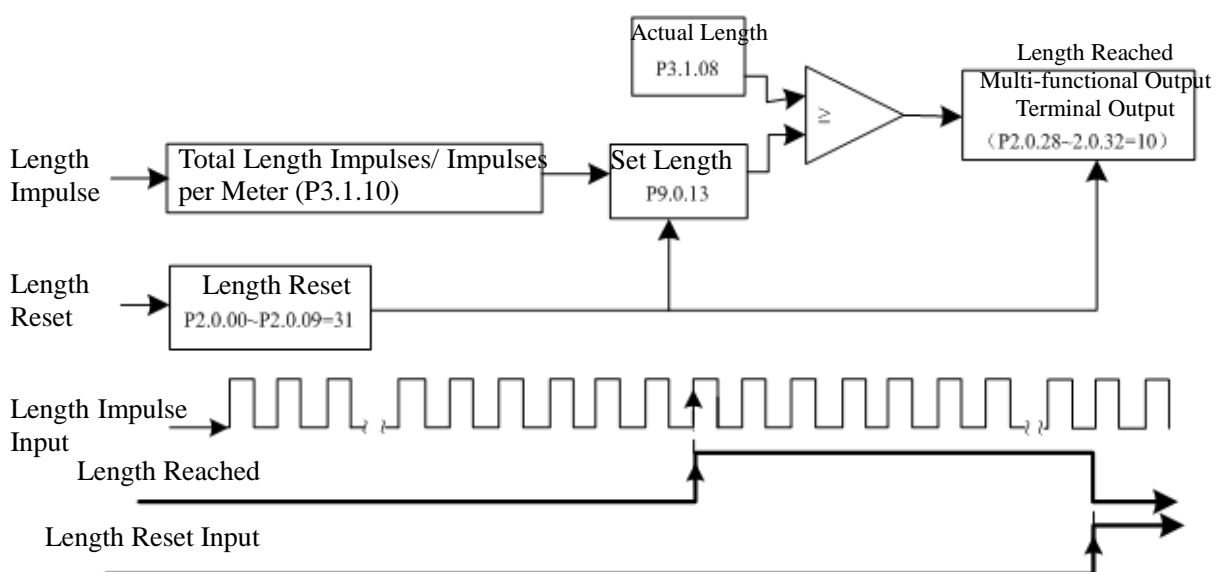 Actual Length
P3.1.08
Length Reached
Multi-functional Output
Terminal Output
（P2.0.28~2.0.32=10）
≥
Length
Impulse
Total Length Impulses/ Impulses
per Meter (P3.1.10)
Set Length
P9.0.13
Length
Reset
Length Reset
P2.0.00~P2.0.09=31
Length Impulse
Input
Length Reached
Length Reset Input